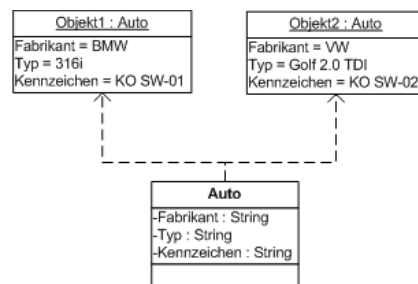 Objekt1 : Auto
Fabrikant = BMW
Typ = 316i
Kennzeichen = KO SW-01
Objekt2 : Auto
Fabrikant = VW
Typ = Golf 2.0 TDI
Kennzeichen = KO SW-02
Auto
-Fabrikant : String
-Typ : String
-Kennzeichen : String